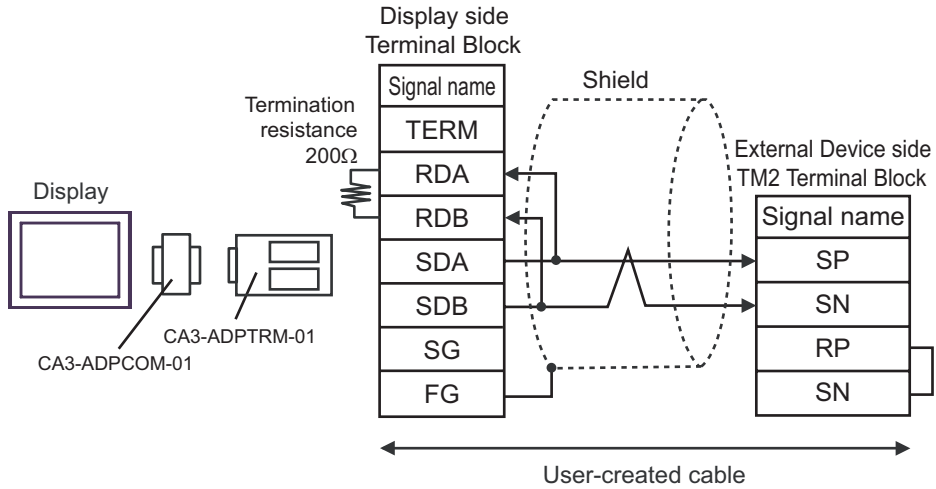 Display side
Terminal Block
Signal name
TERM
RDA
RDB
SDA
SDB
SG
FG
Termination
resistance
200Ω
Shield
External Device side
TM2 Terminal Block
Signal name
SP
SN
RP
SN
Display
CA3-ADPCOM-01
CA3-ADPTRM-01
User-created cable